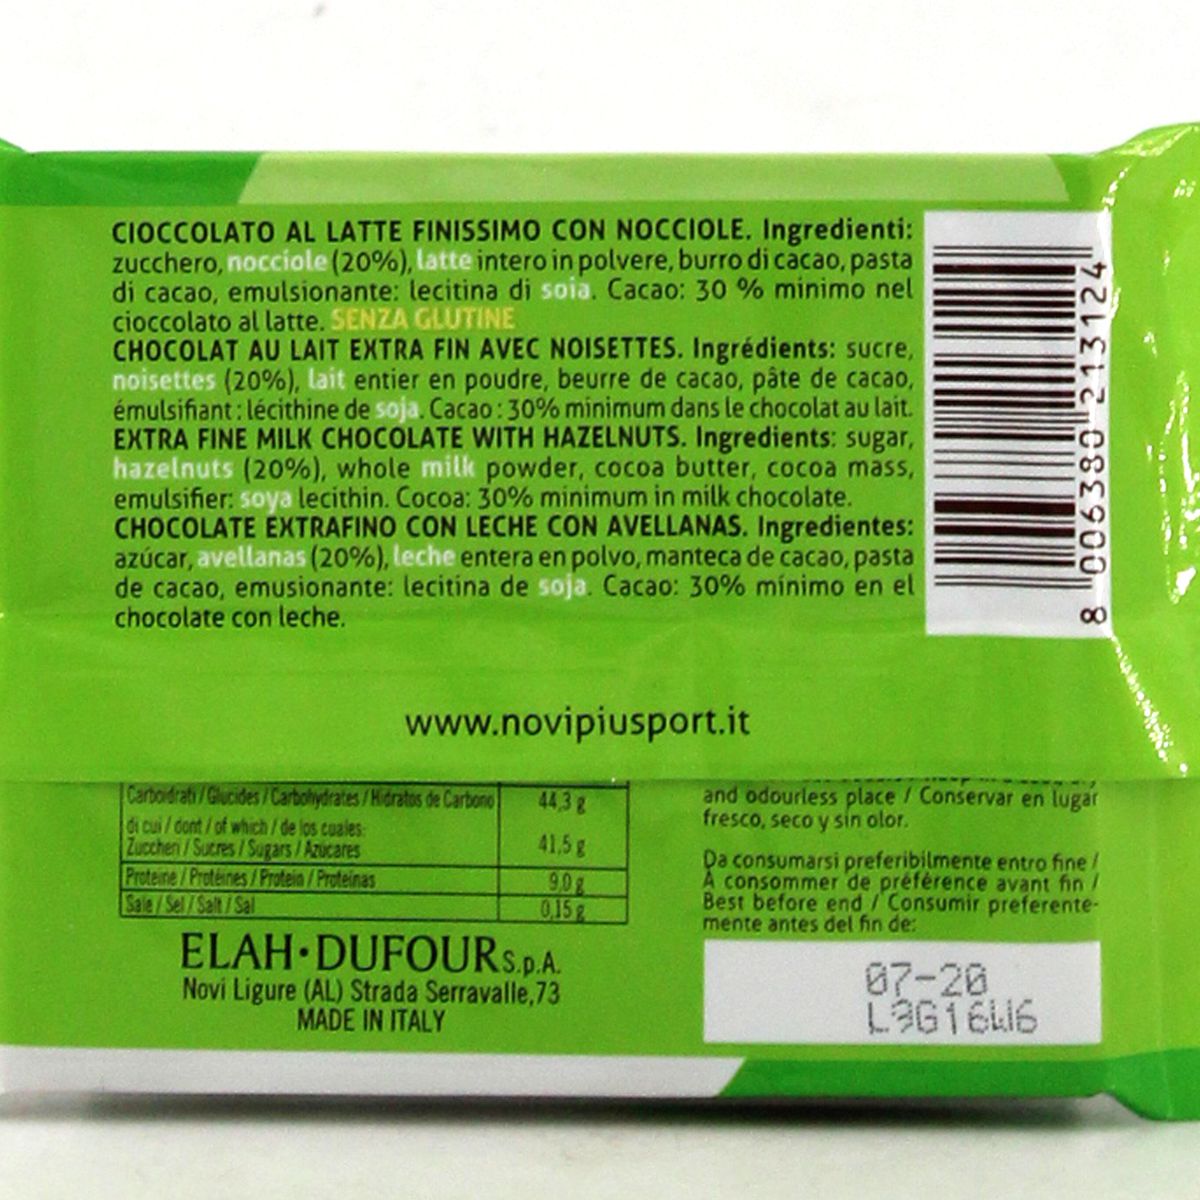 CIOCCOLATO AL LATTE FINISSIMO CON NOCCIOLE. Ingredienti:
zucchero, nocciole (20%), latte intero in polvere, burro di cacao, pasta
di cacao, emulsionante: lecitina di soia. Cacao: 30 % minimo nel
cioccolato al latte. SENZA GLUTINE
CHOCOLAT AU LAIT EXTRA FIN AVEC NOISETTES. Ingrédients: sucre,
noisettes (20%), lait entier en poudre, beurre de cacao, pâte de cacao,
émulsifiant : lécithine de soja. Cacao : 30% minimum dans le chocolat au lait.
EXTRA FINE MILK CHOCOLATE WITH HAZELNUTS. Ingredients: sugar,
hazelnuts (20%), whole milk powder, cocoa butter, cocoa mass,
emulsifier: soya lecithin. Cocoa: 30% minimum in milk chocolate.
CHOCOLATE EXTRAFINO CON LECHE CON AVELLANAS. Ingredientes:
azúcar, avellanas (20%), leche entera en polvo, manteca de cacao, pasta
de cacao, emusionante: lecitina de soja. Cacao: 30% mínimo en el
chocolate con leche.
8 006380 213124
www.novipiusport.it
Carboidrati / Glucides / Carbohydrates / Hidratos de Carbono 44,3 g
di cui / dont / of which / de los cuales:
Zuccheri / Sucres / Sugars / Azúcares 41,5 g
Proteine / Protéines / Protein / Proteínas 9,0 g
Sale / Sel / Salt / Sal 0,15 g
ELAH·DUFOUR S.p.A.
Novi Ligure (AL) Strada Serravalle,73
MADE IN ITALY
and odourless place / Conservar en lugar
fresco, seco y sin olor.
Da consumarsi preferibilmente entro fine /
À consommer de préférence avant fin /
Best before end / Consumir preferente-
mente antes del fin de:
07-20
L9G16W6